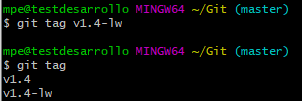 mpe@testdesarrollo MINGW64 ~/Git (master)
$ git tag v1.4-lw
mpe@testdesarrollo MINGW64 ~/Git (master)
$ git tag
v1.4
v1.4-lw